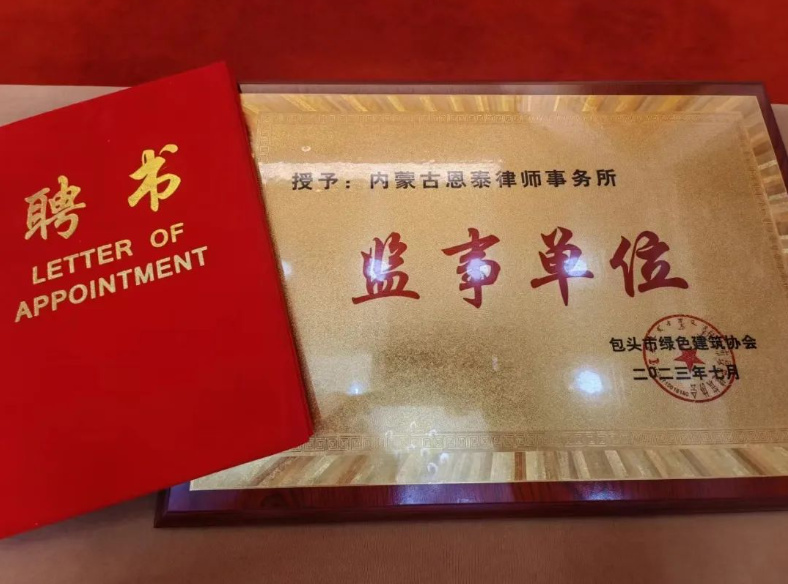 聘书
LETTER OF
APPOINTMENT
授予：内蒙古恩泰律师事务所
监事单位
包头市绿色建筑协会
二0二三年七月